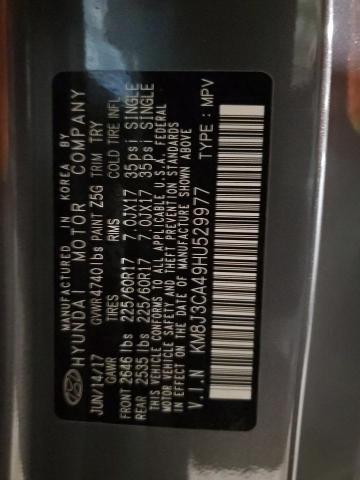 MANUFACTURED IN KOREA BY
HYUNDAI MOTOR COMPANY
JUN/14/17 GVWR 4740 lbs PAINT Z5G TRIM TRY
GAWR TIRES RIMS COLD TIRE INFL.
FRONT 2646 lbs 225/60R17 7.0JX17 35psi SINGLE
REAR 2535 lbs 225/60R17 7.0JX17 35psi SINGLE
THIS VEHICLE CONFORMS TO ALL APPLICABLE U.S.A. FEDERAL
MOTOR VEHICLE SAFETY AND THEFT PREVENTION STANDARDS
IN EFFECT ON THE DATE OF MANUFACTURE SHOWN ABOVE.
V.I.N KM8J3CA49HU529977 TYPE: MPV